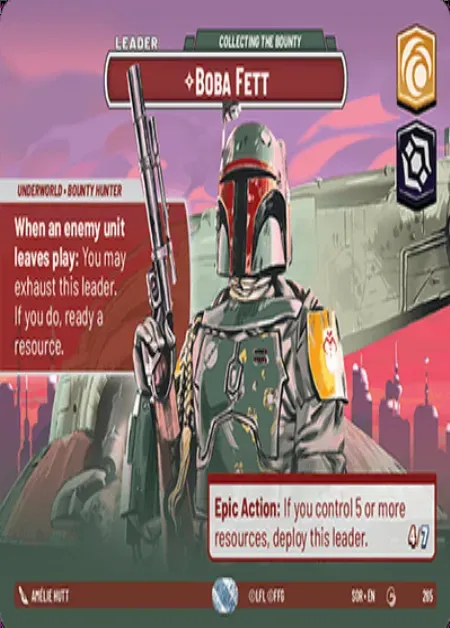 LEADER
COLLECTING THE BOUNTY
✧BOBA FETT
UNDERWORLD • BOUNTY HUNTER
When an enemy unit
leaves play: You may
exhaust this leader.
If you do, ready a
resource.
Epic Action: If you control 5 or more
resources, deploy this leader.
4/7
AMÉLIE HUTT
©LFL ©FFG
SOR • EN
G
265